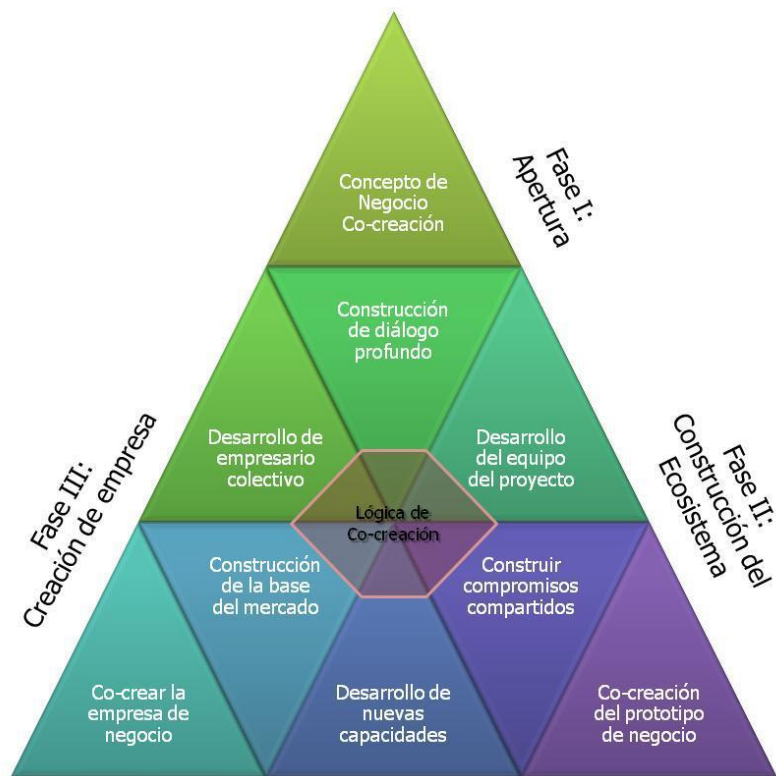 Concepto de
Negocio
Co-creación
Fase I:
Apertura
Construcción
de diálogo
profundo
Desarrollo de
empresario
colectivo
Desarrollo
del equipo
del proyecto
Fase III:
Creación de empresa
Lógica de
Co-creación
Fase II:
Construcción del
Ecosistema
Construcción
de la base
del mercado
Construir
compromisos
compartidos
Co-crear la
empresa de
negocio
Desarrollo de
nuevas
capacidades
Co-creación
del prototipo
de negocio